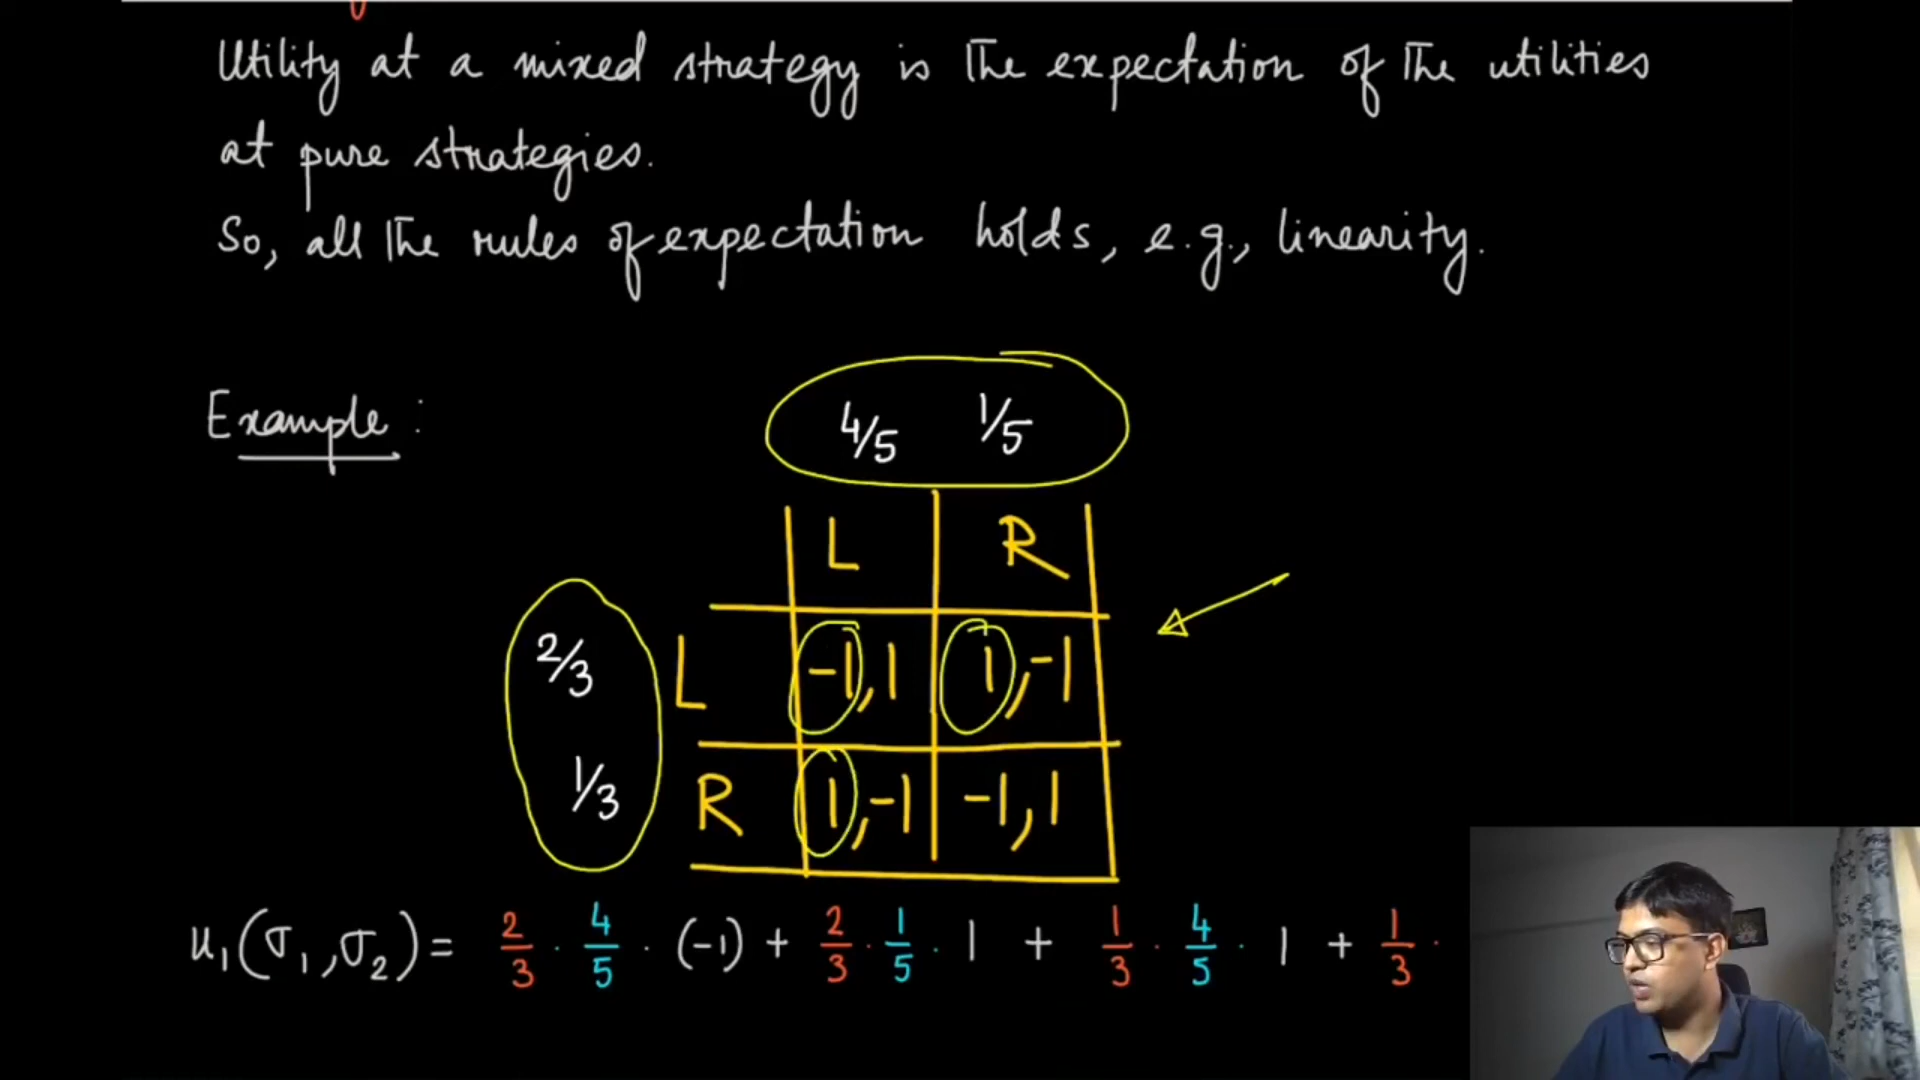 Utility at a mixed strategy is the expectation of the utilities
at pure strategies.
So, all the rules of expectation holds, e.g., linearity.
Example :
4/5 1/5
L R
2/3 L -1,1 1,-1
1/3 R 1,-1 -1,1
u₁(σ₁,σ₂) = 2/3 · 4/5 · (-1) + 2/3 · 1/5 · 1 + 1/3 · 4/5 · 1 + 1/3 ·